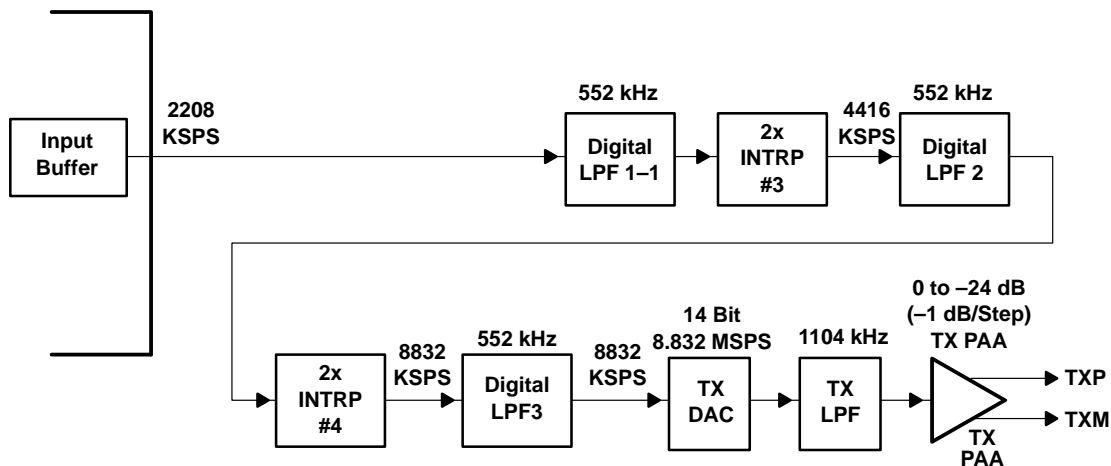 Input
Buffer
2208
KSPS
552 kHz
Digital
LPF 1–1
2x
INTRP
#3
4416
KSPS
552 kHz
Digital
LPF 2
2x
INTRP
#4
8832
KSPS
552 kHz
Digital
LPF3
8832
KSPS
14 Bit
8.832 MSPS
TX
DAC
1104 kHz
TX
LPF
0 to –24 dB
(–1 dB/Step)
TX PAA
TX
PAA
TXP
TXM